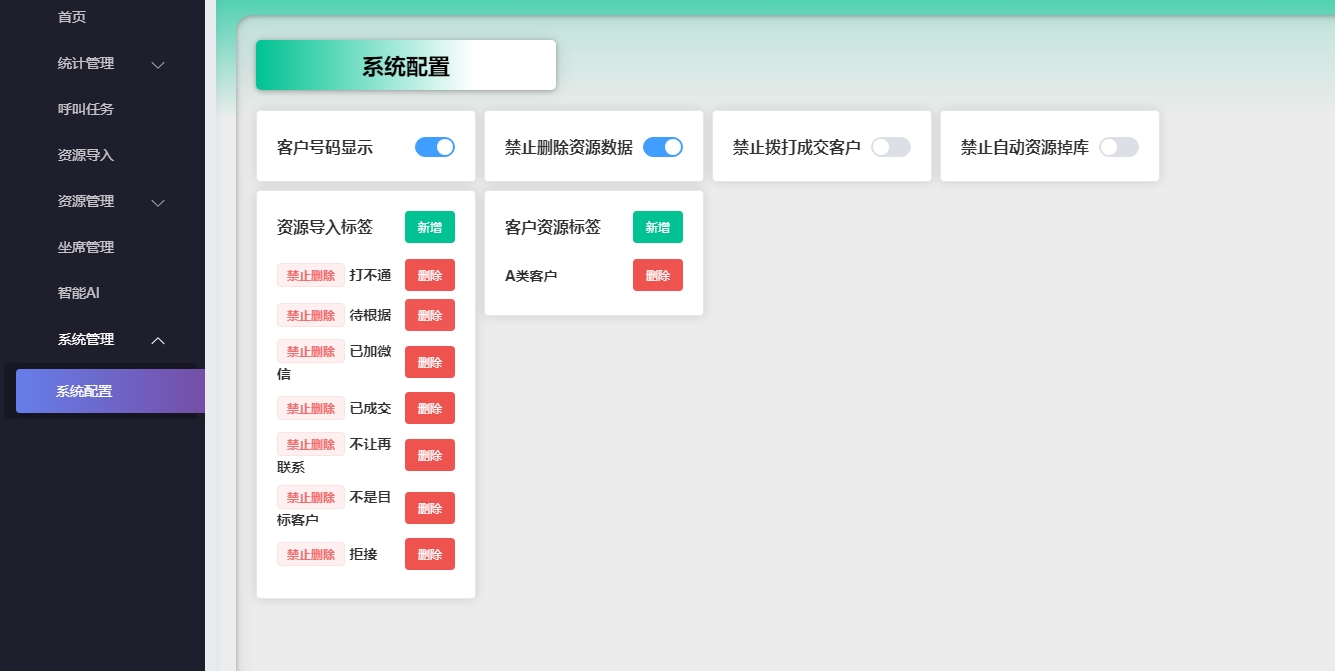 首页
统计管理
呼叫任务
资源导入
资源管理
坐席管理
智能AI
系统管理
系统配置
系统配置
客户号码显示
禁止删除资源数据
禁止拨打成交客户
禁止自动资源掉库
资源导入标签 新增
禁止删除 打不通 删除
禁止删除 待根据 删除
禁止删除 已加微
信 删除
禁止删除 已成交 删除
禁止删除 不让再
联系 删除
禁止删除 不是目
标客户 删除
禁止删除 拒接 删除
客户资源标签 新增
A类客户 删除